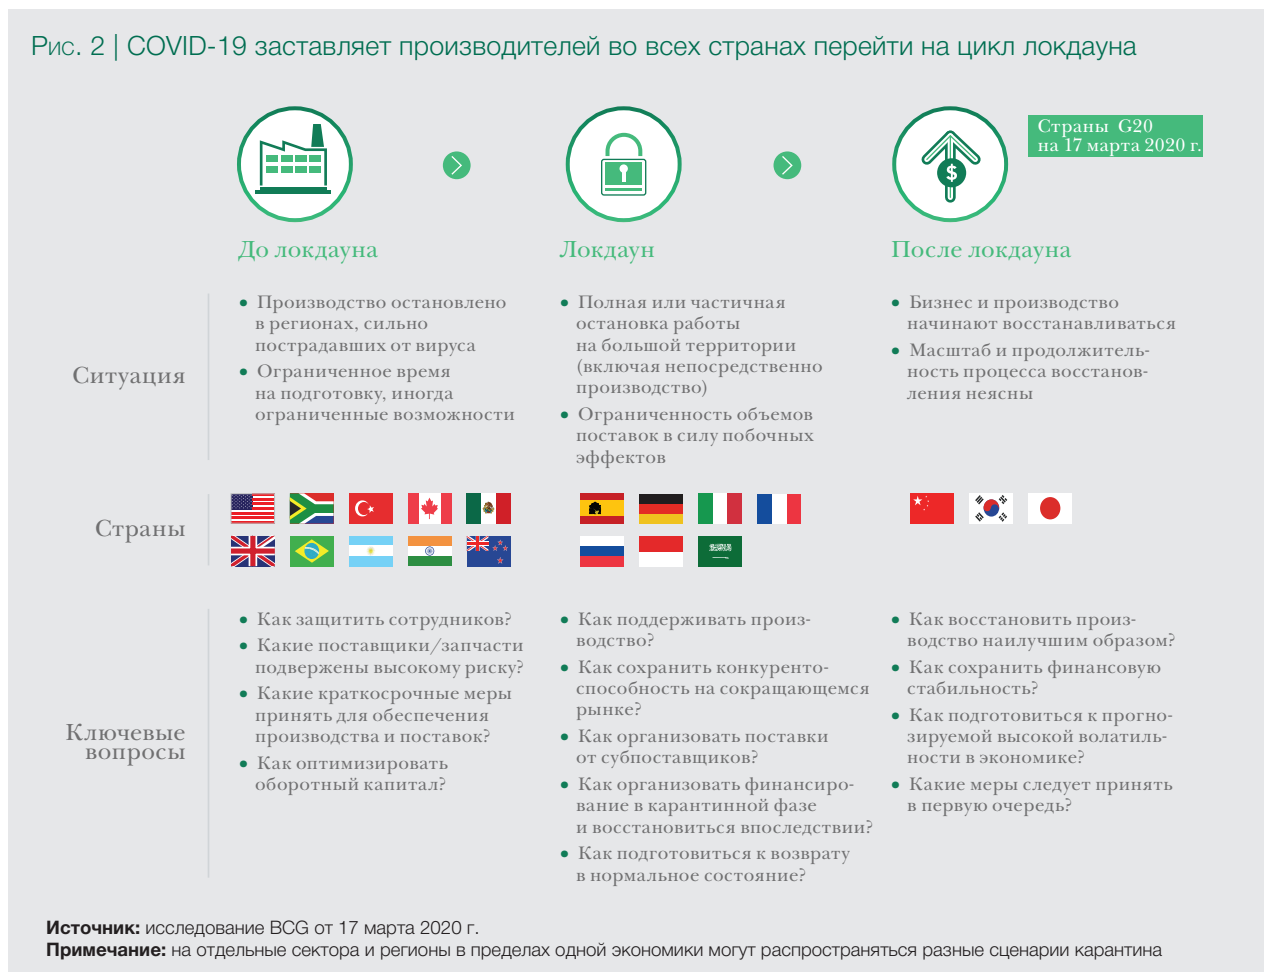 Рис. 2 | COVID-19 заставляет производителей во всех странах перейти на цикл локдауна
Страны G20
на 17 марта 2020 г.
$
До локдауна
Локдаун
После локдауна
Ситуация
• Производство остановлено
в регионах, сильно
пострадавших от вируса
• Ограниченное время
на подготовку, иногда
ограниченные возможности
• Полная или частичная
остановка работы
на большой территории
(включая непосредственно
производство)
• Ограниченность объемов
поставок в силу побочных
эффектов
• Бизнес и производство
начинают восстанавливаться
• Масштаб и продолжитель-
ность процесса восстанов-
ления неясны
Страны
Ключевые
вопросы
• Как защитить сотрудников?
• Какие поставщики/запчасти
подвержены высокому риску?
• Какие краткосрочные меры
принять для обеспечения
производства и поставок?
• Как оптимизировать
оборотный капитал?
• Как поддерживать произ-
водство?
• Как сохранить конкуренто-
способность на сокращающемся
рынке?
• Как организовать поставки
от субпоставщиков?
• Как организовать финансиро-
вание в карантинной фазе
и восстановиться впоследствии?
• Как подготовиться к возврату
в нормальное состояние?
• Как восстановить произ-
водство наилучшим образом?
• Как сохранить финансовую
стабильность?
• Как подготовиться к прогно-
зируемой высокой волатиль-
ности в экономике?
• Какие меры следует принять
в первую очередь?
Источник: исследование BCG от 17 марта 2020 г.
Примечание: на отдельные сектора и регионы в пределах одной экономики могут распространяться разные сценарии карантина